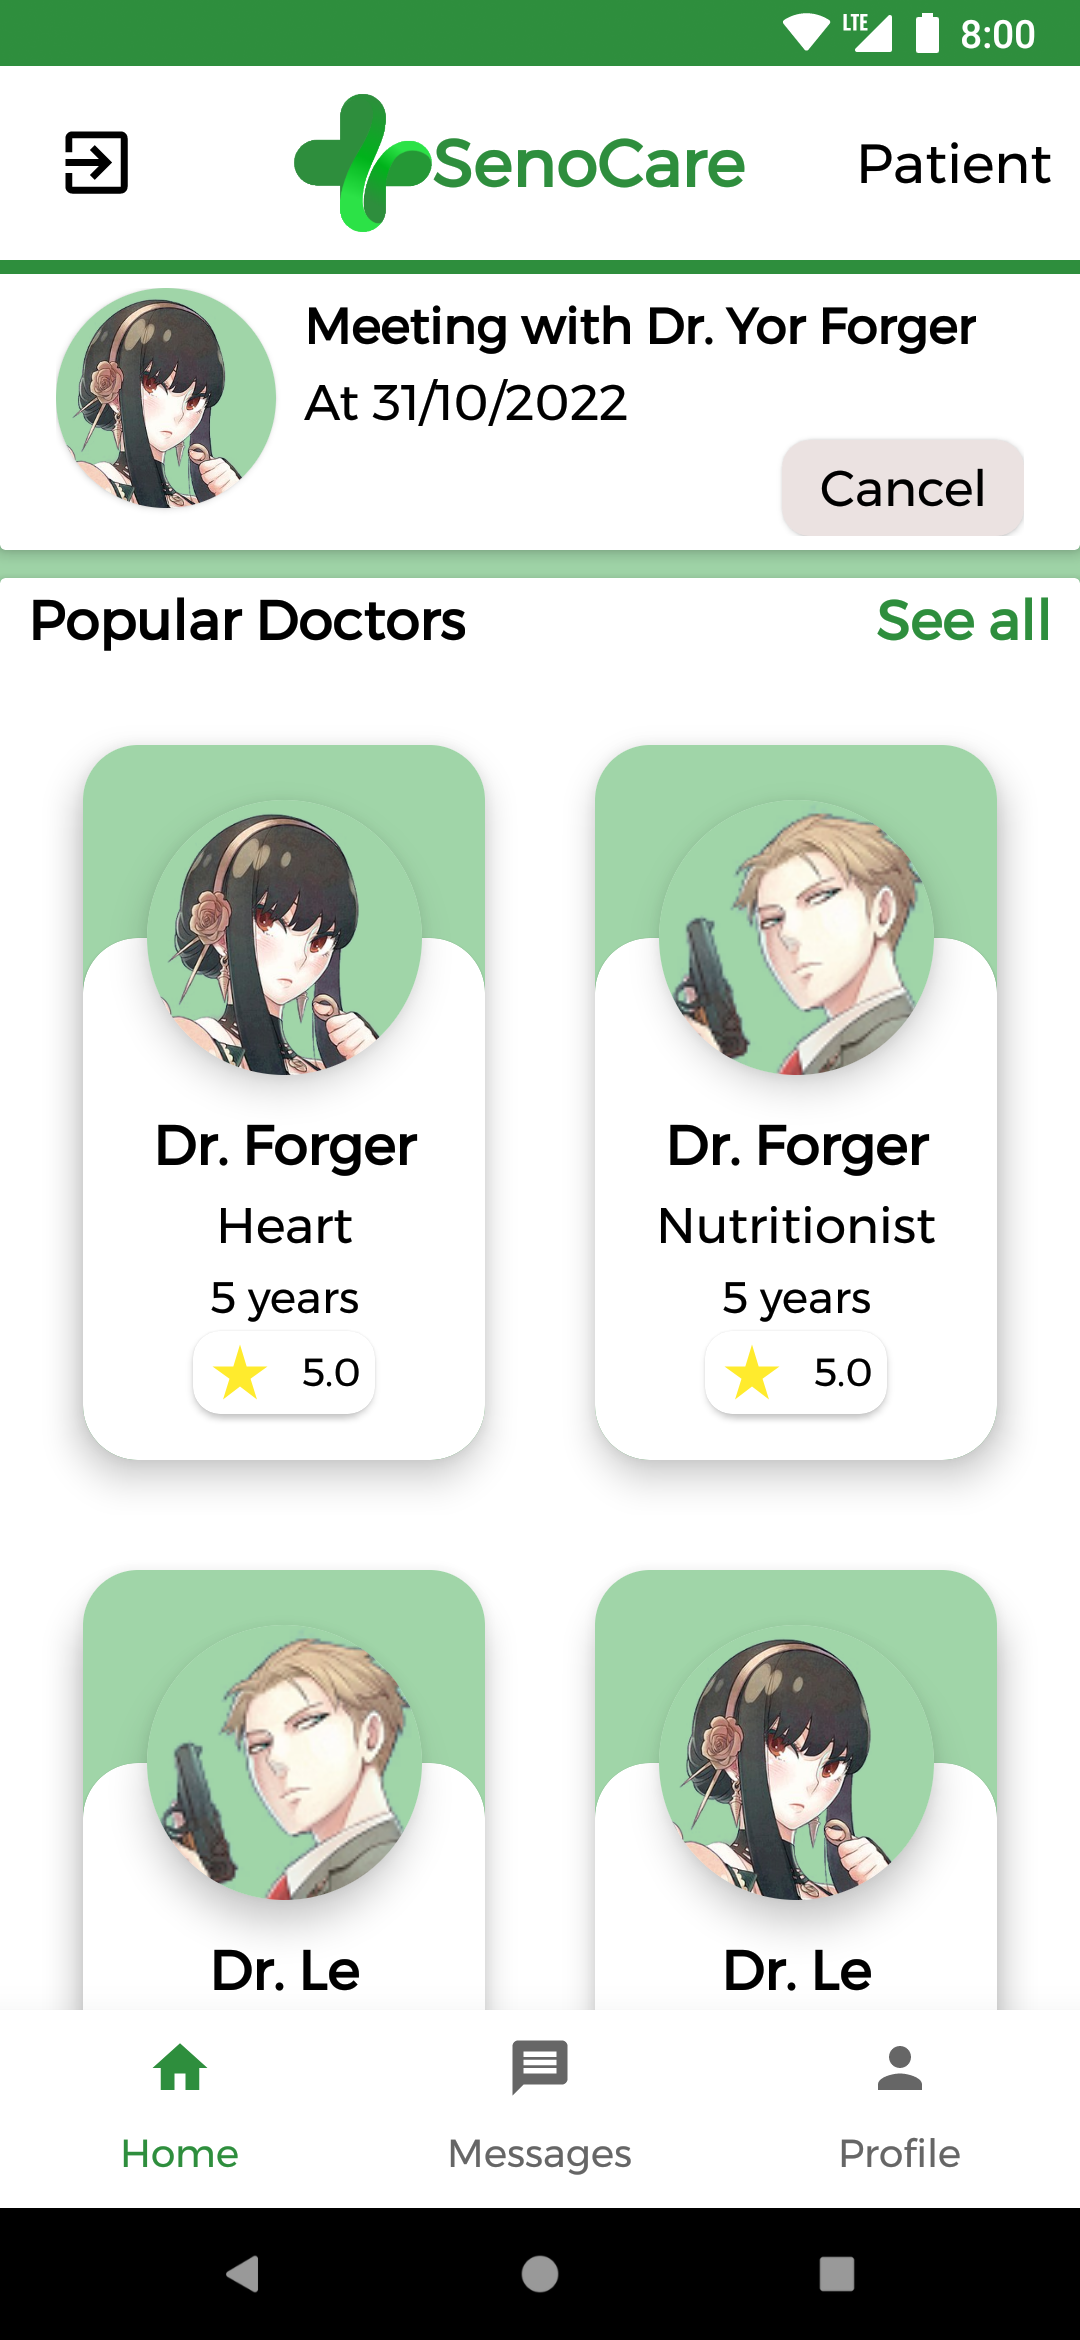 LTE 8:00
SenoCare Patient
Meeting with Dr. Yor Forger
At 31/10/2022
Cancel
Popular Doctors See all
Dr. Forger
Heart
5 years
5.0
Dr. Forger
Nutritionist
5 years
5.0
Dr. Le
Dr. Le
Home Messages Profile